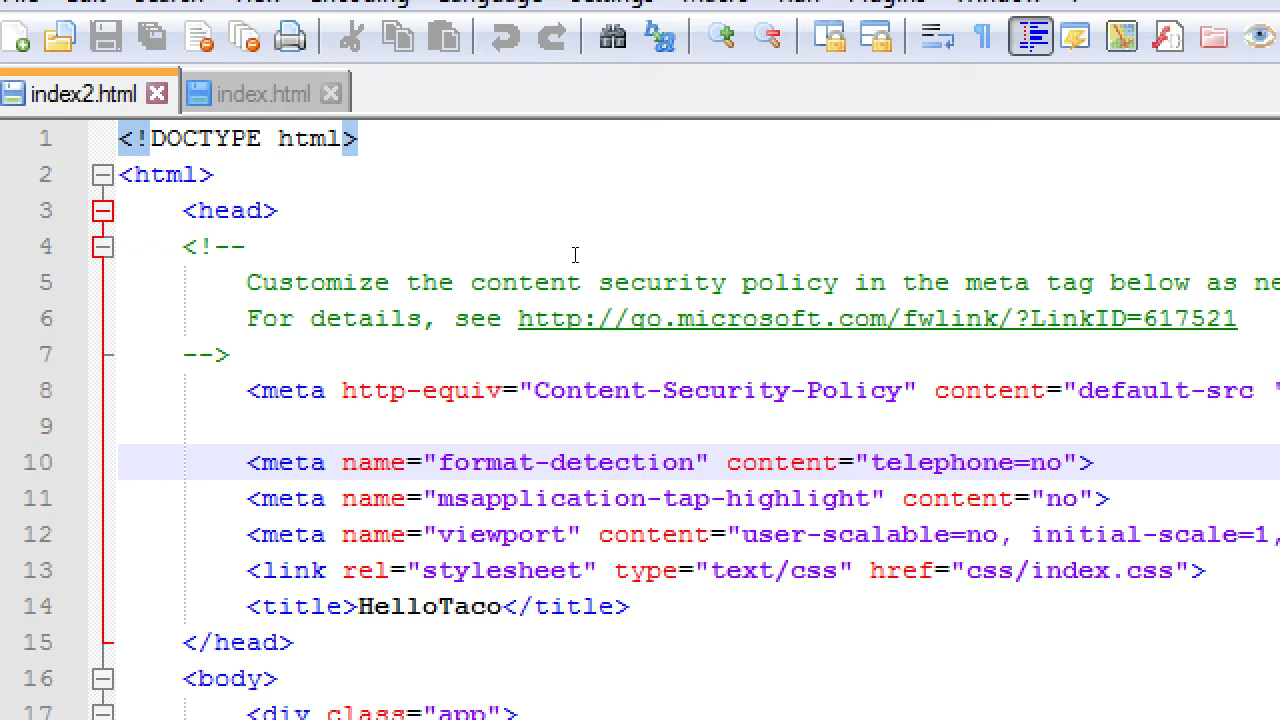 index2.html index.html
1 <!DOCTYPE html>
2 <html>
3 <head>
4 <!--
5 Customize the content security policy in the meta tag below as
6 For details, see http://go.microsoft.com/fwlink/?LinkID=617521
7 -->
8 <meta http-equiv="Content-Security-Policy" content="default-src
9
10 <meta name="format-detection" content="telephone=no">
11 <meta name="msapplication-tap-highlight" content="no">
12 <meta name="viewport" content="user-scalable=no, initial-scale=1,
13 <link rel="stylesheet" type="text/css" href="css/index.css">
14 <title>HelloTaco</title>
15 </head>
16 <body>
17 <div class="app">